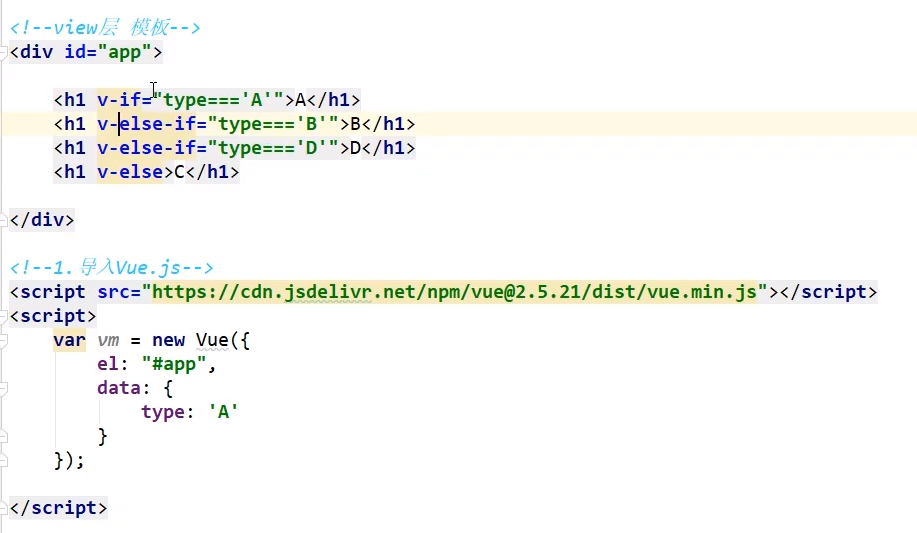 <!--view层 模板-->
<div id="app">
<h1 v-if="type==='A'">A</h1>
<h1 v-else-if="type==='B'">B</h1>
<h1 v-else-if="type==='D'">D</h1>
<h1 v-else>C</h1>
</div>
<!--1.导入Vue.js-->
<script src="https://cdn.jsdelivr.net/npm/vue@2.5.21/dist/vue.min.js"></script>
<script>
var vm = new Vue({
el: "#app",
data: {
type: 'A'
}
});
</script>